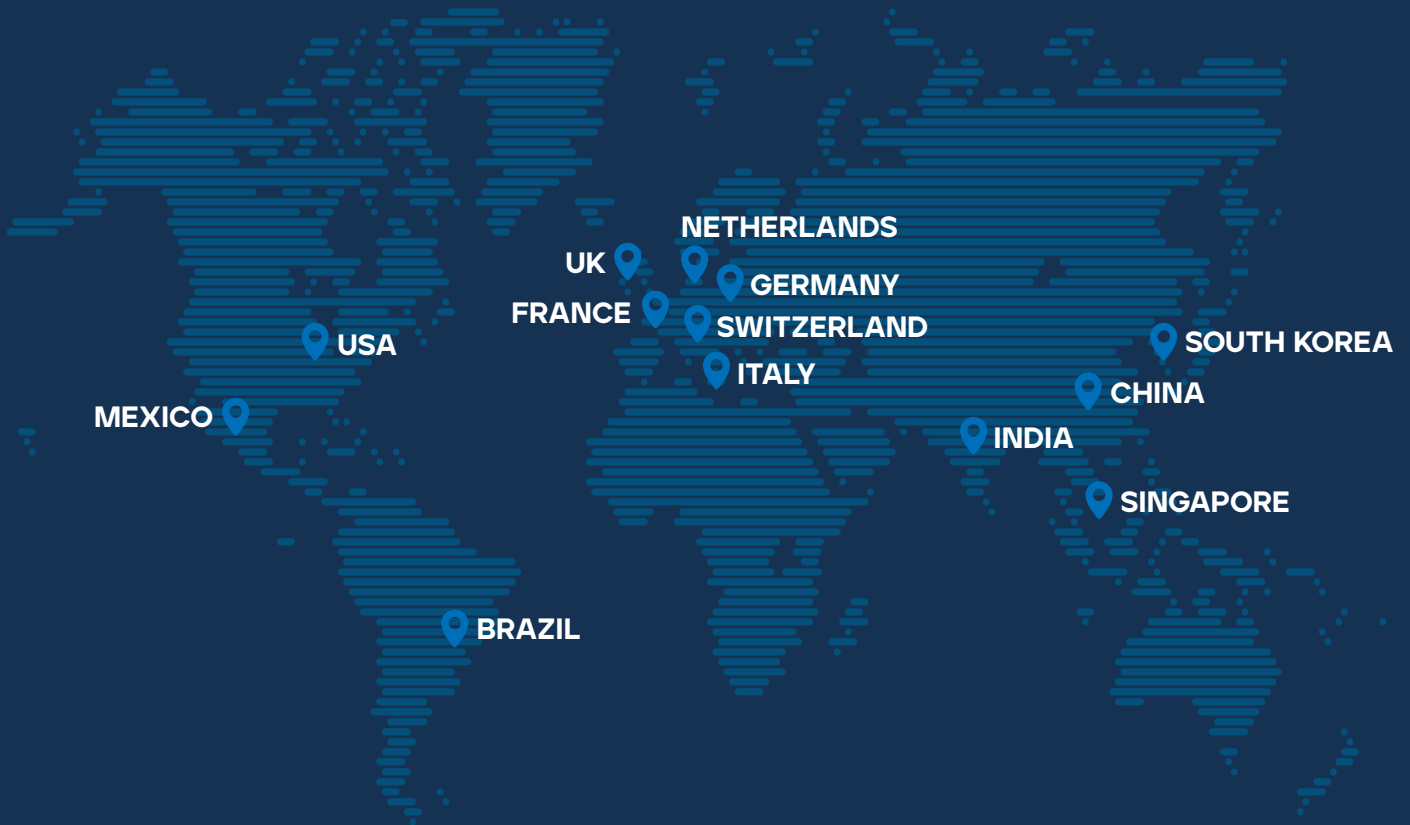 NETHERLANDS
UK
GERMANY
FRANCE
SWITZERLAND
USA
SOUTH KOREA
ITALY
CHINA
MEXICO
INDIA
SINGAPORE
BRAZIL